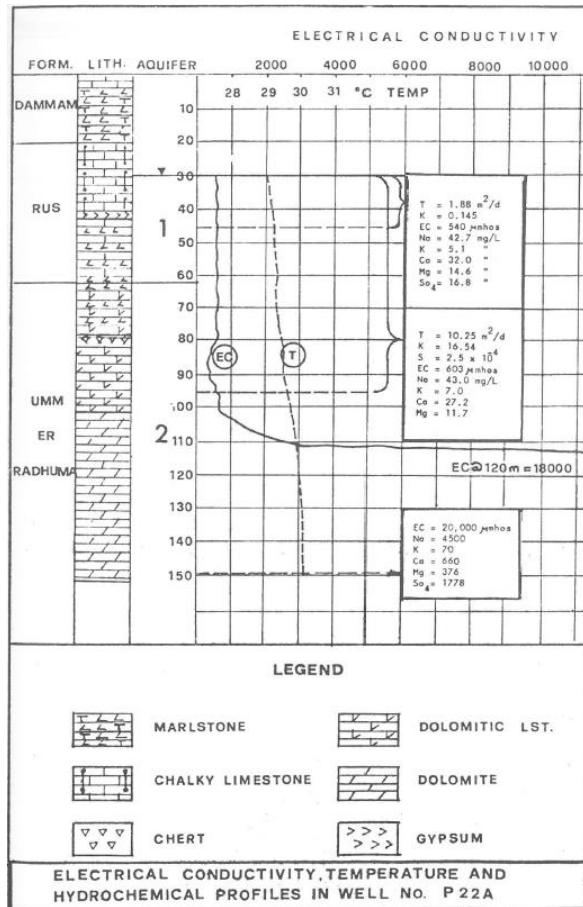 ELECTRICAL CONDUCTIVITY
FORM. LITH. AQUIFER 2000 4000 6000 8000 10000
28 29 30 31 °C TEMP
DAMMAM
10
20
30
40
RUS
1
50
60
70
80
EC T
90
100
UMM
ER
RADHUMA
2
110
120
130
140
150
T = 1.88 m²/d
K = 0.145
EC = 540 µmhos
Na = 42.7 mg/L
K = 5.1 "
Ca = 32.0 "
Mg = 14.6 "
So₄ = 16.8 "
T = 10.25 m²/d
K = 16.54
S = 2.5 x 10⁴
EC = 603 µmhos
Na = 43.0 mg/L
K = 7.0
Ca = 27.2
Mg = 11.7
EC@120m=18000
EC = 20,000 µmhos
Na = 4500
K = 70
Ca = 660
Mg = 376
So₄ = 1778
LEGEND
MARLSTONE
DOLOMITIC LST.
CHALKY LIMESTONE
DOLOMITE
CHERT
GYPSUM
ELECTRICAL CONDUCTIVITY, TEMPERATURE AND
HYDROCHEMICAL PROFILES IN WELL No. P 22A